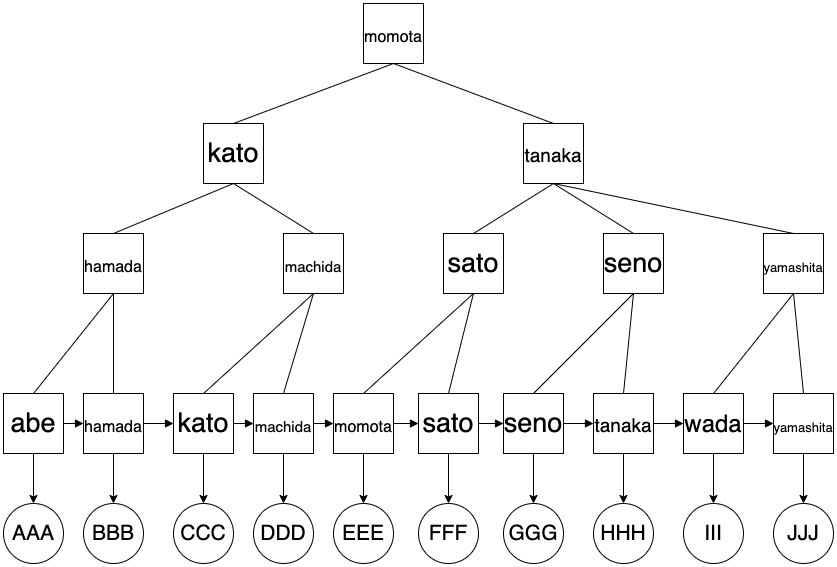 momota
kato
tanaka
hamada
machida
sato
seno
yamashita
abe
hamada
kato
machida
momota
sato
seno
tanaka
wada
yamashita
AAA
BBB
CCC
DDD
EEE
FFF
GGG
HHH
III
JJJ